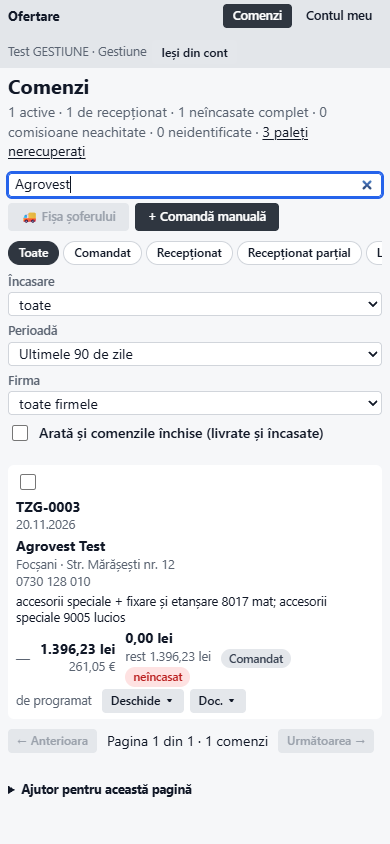 Ofertare
Comenzi
Contul meu
Test GESTIUNE · Gestiune
Ieși din cont
Comenzi
1 active · 1 de recepționat · 1 neîncasate complet · 0
comisioane neachitate · 0 neidentificate · 3 paleți
nerecuperați
Agrovest
🚚 Fișa șoferului
+ Comandă manuală
Toate
Comandat
Recepționat
Recepționat parțial
Încasare
toate
Perioadă
Ultimele 90 de zile
Firma
toate firmele
Arată și comenzile închise (livrate și încasate)
TZG-0003
20.11.2026
Agrovest Test
Focșani · Str. Mărășești nr. 12
0730 128 010
accesorii speciale + fixare și etanșare 8017 mat; accesorii
speciale 9005 lucios
—
1.396,23 lei
261,05 €
0,00 lei
rest 1.396,23 lei
neîncasat
Comandat
de programat
Deschide ▾
Doc. ▾
← Anterioara
Pagina 1 din 1 · 1 comenzi
Următoarea →
▶ Ajutor pentru această pagină